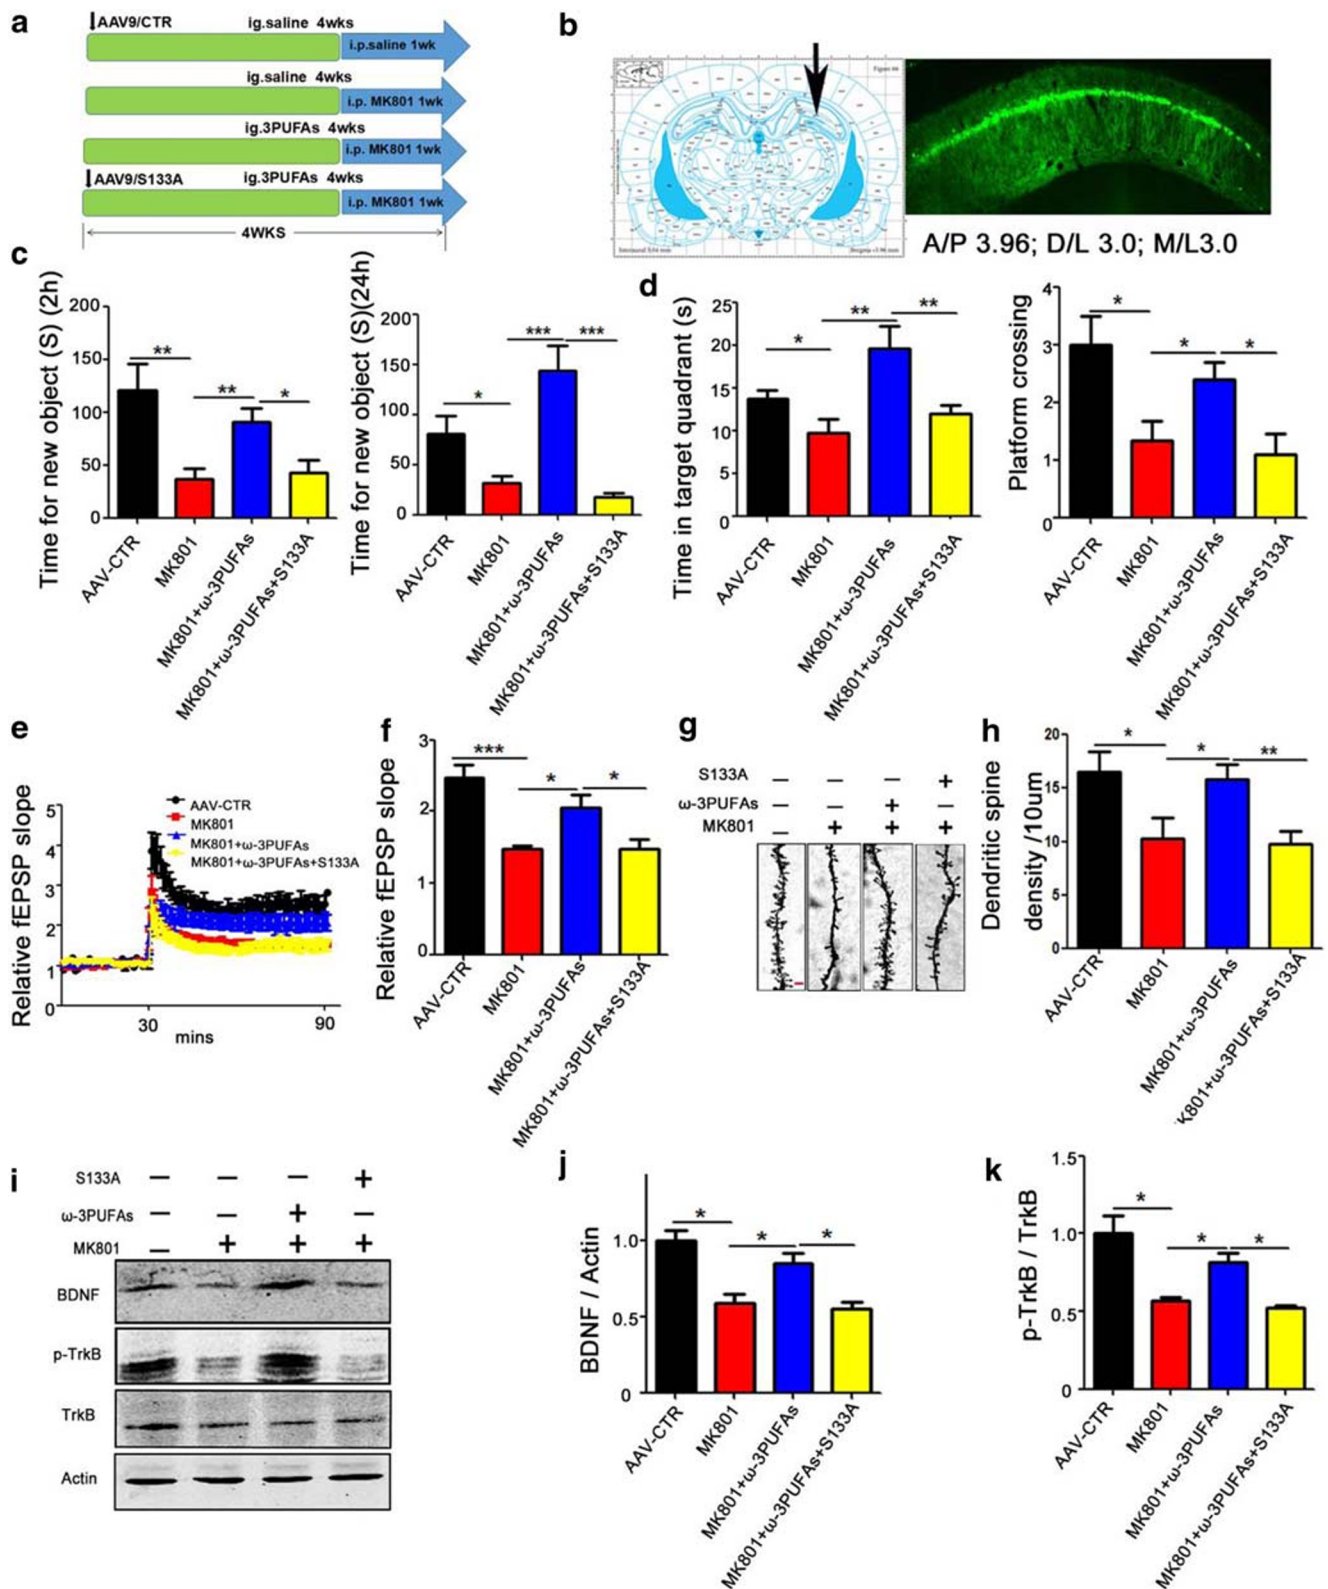 a
AAV9/CTR ig.saline 4wks
i.p.saline 1wk
ig.saline 4wks
i.p. MK801 1wk
ig.3PUFAs 4wks
i.p. MK801 1wk
AAV9/S133A ig.3PUFAs 4wks
i.p. MK801 1wk
4WKS
b
A/P 3.96; D/L 3.0; M/L3.0
c
Time for new object (S) (2h)
200
150
100
50
0
** ** *
AAV-CTR
MK801
MK801+ω-3PUFAs
MK801+ω-3PUFAs+S133A
Time for new object (S)(24h)
200
150
100
50
0
* *** ***
AAV-CTR
MK801
MK801+ω-3PUFAs
MK801+ω-3PUFAs+S133A
d
Time in target quadrant (s)
25
20
15
10
5
0
* ** **
AAV-CTR
MK801
MK801+ω-3PUFAs
MK801+ω-3PUFAs+S133A
Platform crossing
4
3
2
1
0
* * *
AAV-CTR
MK801
MK801+ω-3PUFAs
MK801+ω-3PUFAs+S133A
e
Relative fEPSP slope
5
4
3
2
1
0
AAV-CTR
MK801
MK801+ω-3PUFAs
MK801+ω-3PUFAs+S133A
30 90
mins
f
Relative fEPSP slope
3
2
1
0
*** * *
AAV-CTR
MK801
MK801+ω-3PUFAs
MK801+ω-3PUFAs+S133A
g
S133A – – – +
ω-3PUFAs – – + –
MK801 – + + +
h
Dendritic spine
density /10um
20
15
10
5
0
* * **
AAV-CTR
MK801
MK801+ω-3PUFAs
K801+ω-3PUFAs+S133A
i
S133A – – – +
ω-3PUFAs – – + –
MK801 – + + +
BDNF
p-TrkB
TrkB
Actin
j
BDNF / Actin
1.0
0.5
0
* * *
AAV-CTR
MK801
MK801+ω-3PUFAs
MK801+ω-3PUFAs+S133A
k
p-TrkB / TrkB
1.5
1.0
0.5
0
* * *
AAV-CTR
MK801
MK801+ω-3PUFAs
MK801+ω-3PUFAs+S133A